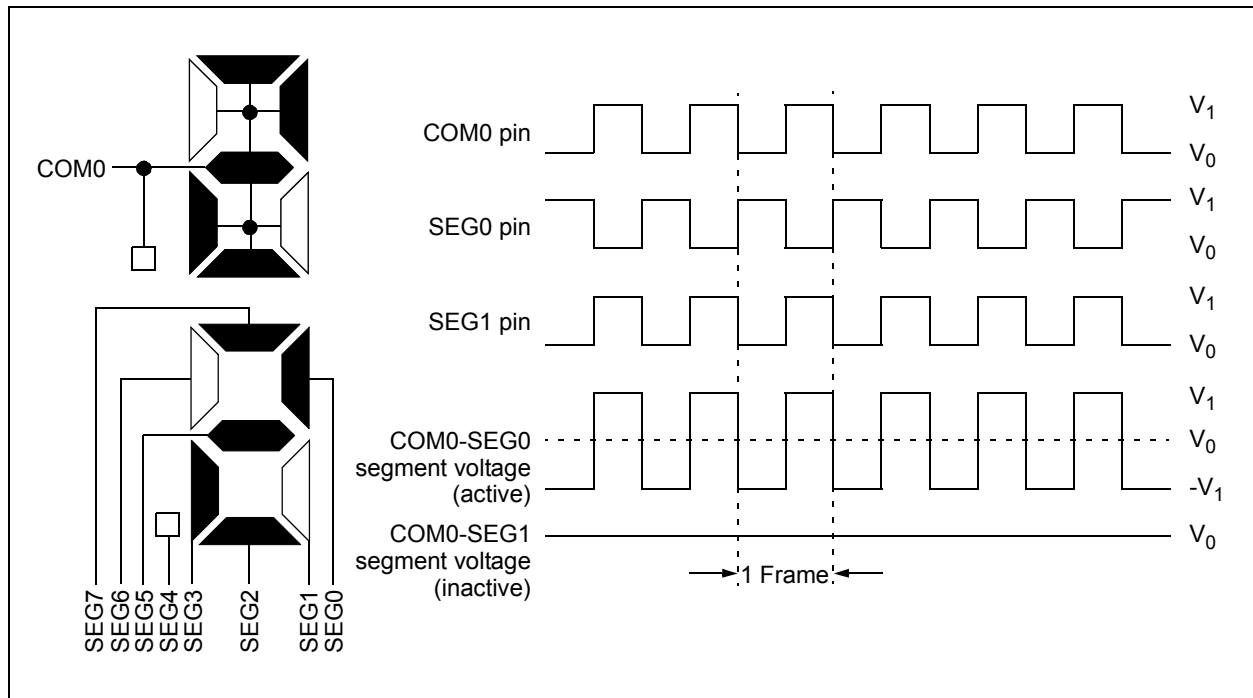 COM0
SEG7
SEG6
SEG5
SEG4
SEG3
SEG2
SEG1
SEG0
COM0 pin
V1
V0
SEG0 pin
V1
V0
SEG1 pin
V1
V0
COM0-SEG0
segment voltage
(active)
V1
V0
-V1
COM0-SEG1
segment voltage
(inactive)
V0
1 Frame